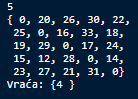 5
{ 0, 20, 26, 30, 22,
25, 0, 16, 33, 18,
19, 29, 0, 17, 24,
15, 12, 28, 0, 14,
23, 27, 21, 31, 0}
Vraća: {4 }